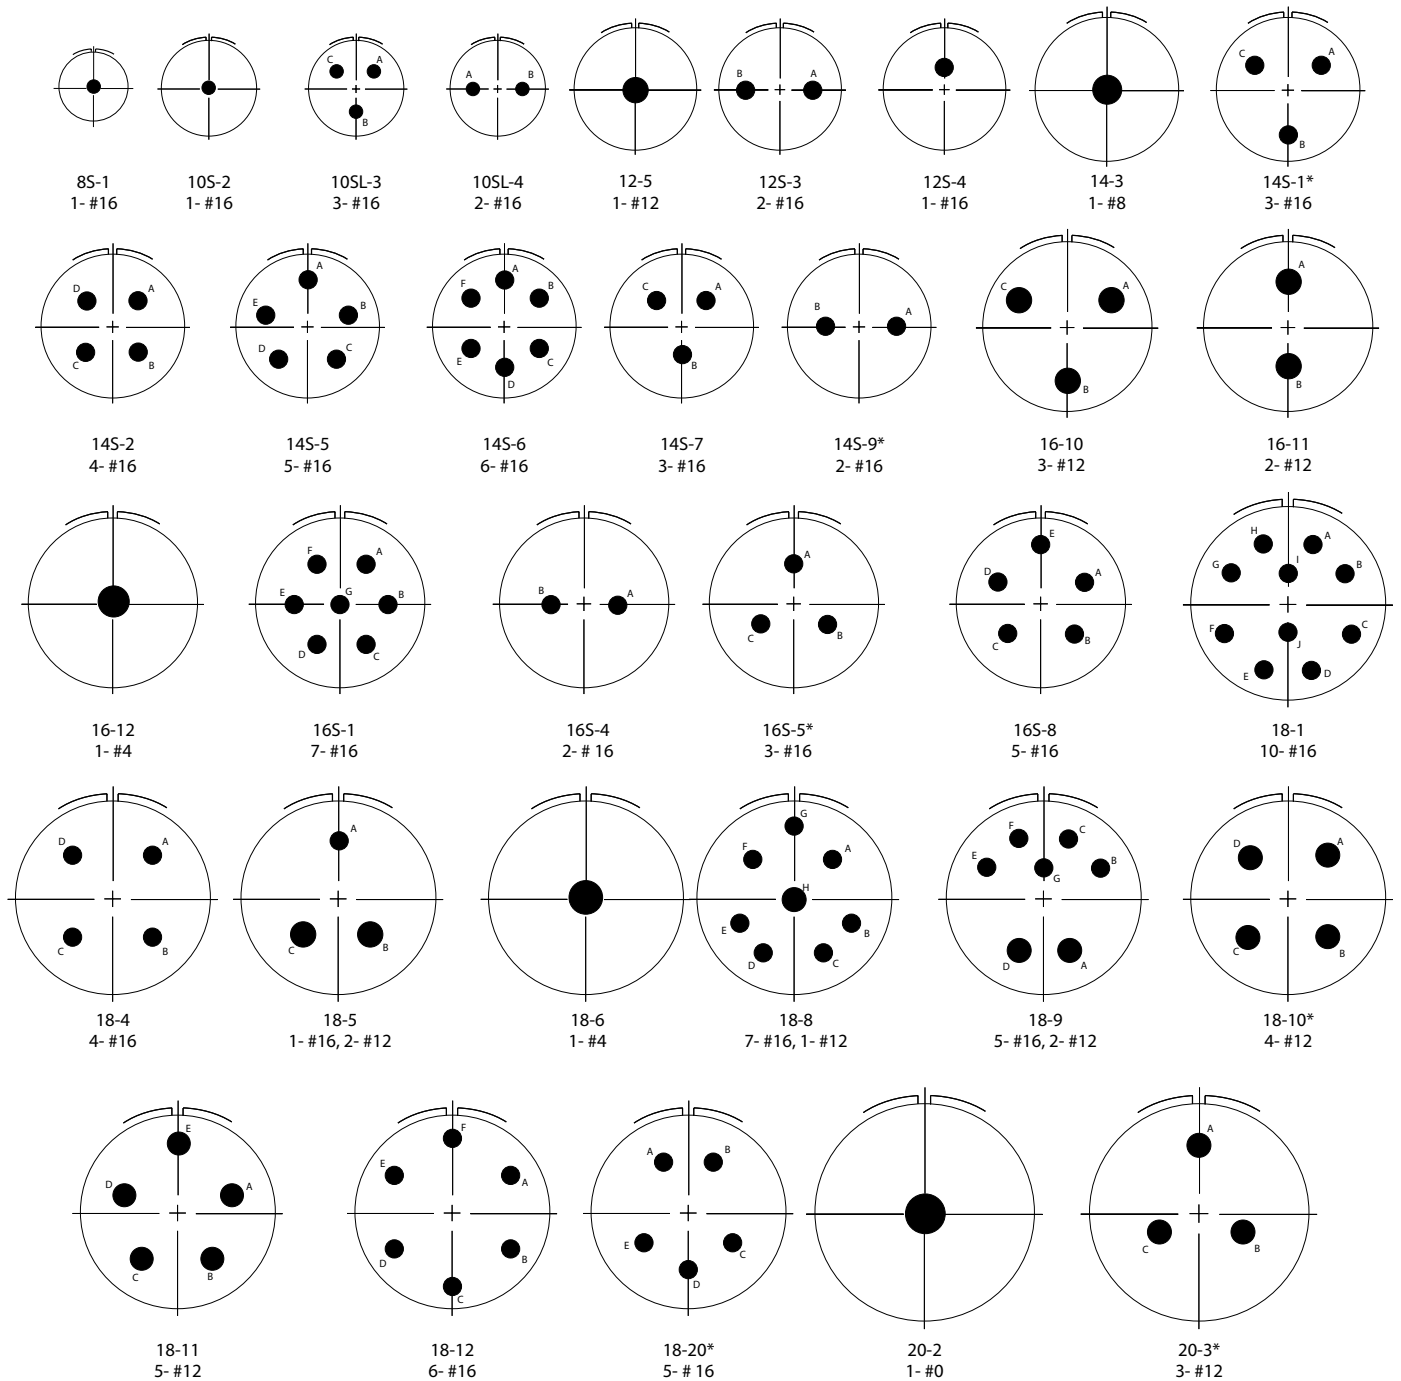 C A
B
A B
B A
C A
B
8S-1 10S-2 10SL-3 10SL-4 12-5 12S-3 12S-4 14-3 14S-1*
1- #16 1- #16 3- #16 2- #16 1- #12 2- #16 1- #16 1- #8 3- #16
D A
C B
A
E B
D C
A
F B
E C
D
C A
B
B A
C A
B
A
B
14S-2 14S-5 14S-6 14S-7 14S-9* 16-10 16-11
4- #16 5- #16 6- #16 3- #16 2- #16 3- #12 2- #12
F A
E G B
D C
B A
A
C B
E
D A
C B
H A
G I B
F C
J
E D
16-12 16S-1 16S-4 16S-5* 16S-8 18-1
1- #4 7- #16 2- # 16 3- #16 5- #16 10- #16
D A
C B
A
C B
G
F A
H
E B
D C
F C
E B
G
D A
D A
C B
18-4 18-5 18-6 18-8 18-9 18-10*
4- #16 1- #16, 2- #12 1- #4 7- #16, 1- #12 5- #16, 2- #12 4- #12
E
D A
C B
F
E A
D B
C
A B
E C
D
A
C B
18-11 18-12 18-20* 20-2 20-3*
5- #12 6- #16 5- # 16 1- #0 3- #12